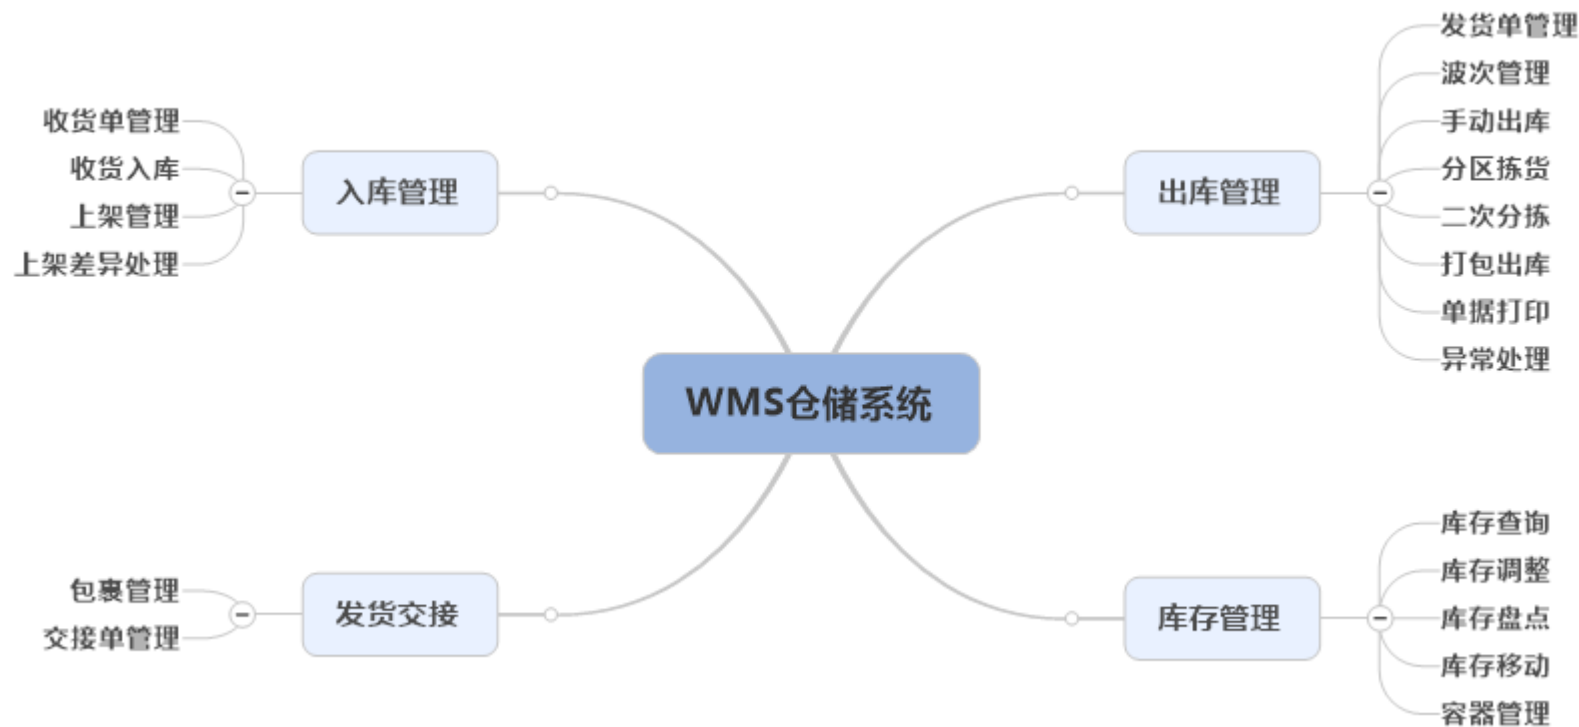 WMS仓储系统
入库管理
收货单管理
收货入库
上架管理
上架差异处理
出库管理
发货单管理
波次管理
手动出库
分区拣货
二次分拣
打包出库
单据打印
异常处理
发货交接
包裹管理
交接单管理
库存管理
库存查询
库存调整
库存盘点
库存移动
容器管理